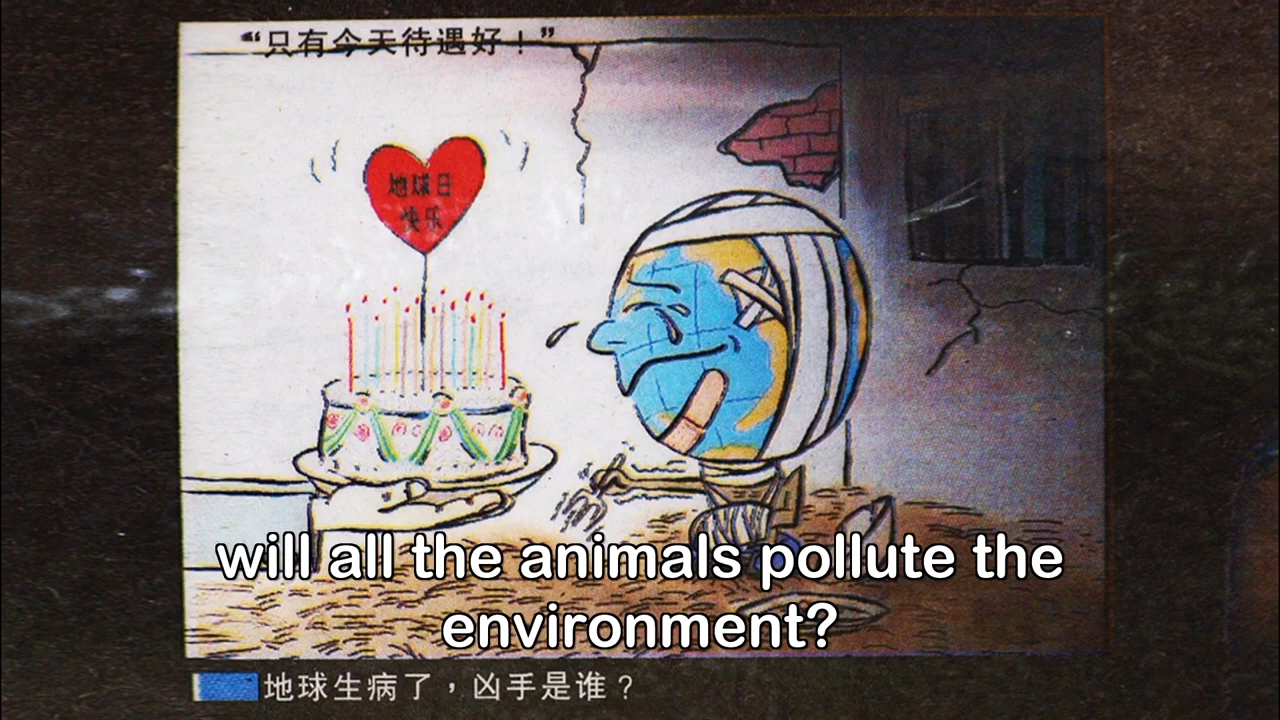 “只有今天待遇好！”
地球日
快乐
will all the animals pollute the
environment?
地球生病了，凶手是谁？